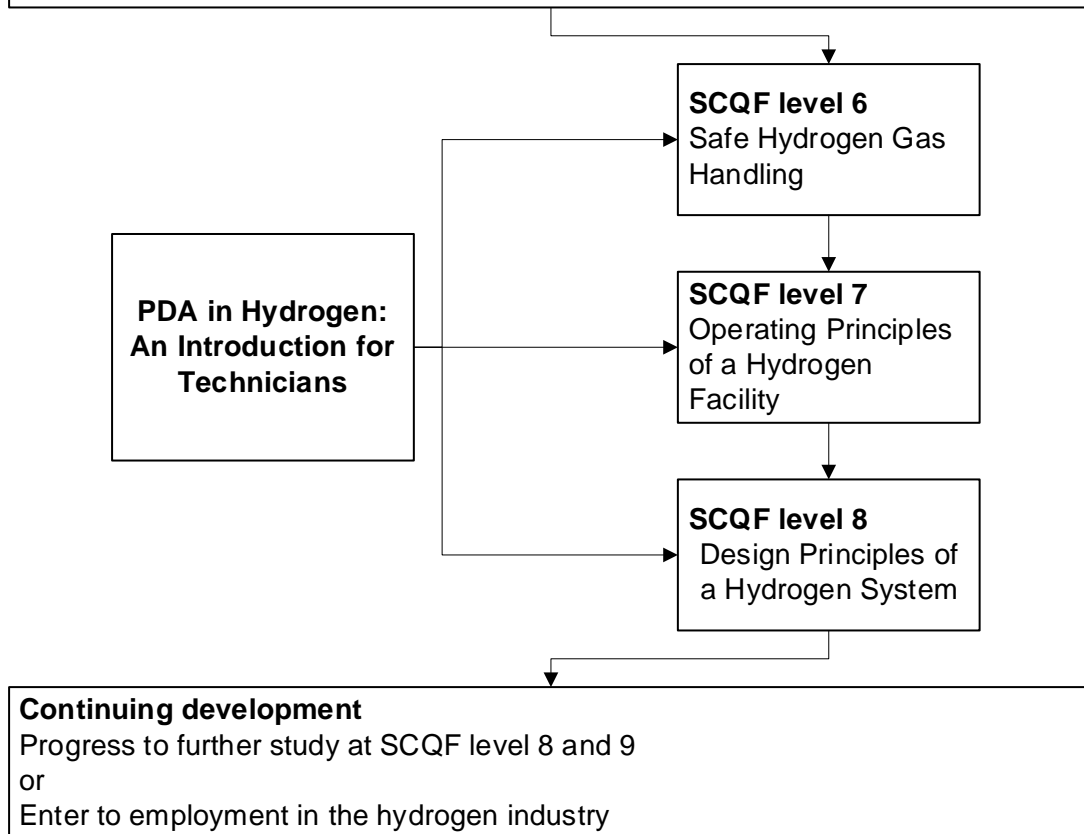 SCQF level 6
Safe Hydrogen Gas
Handling
PDA in Hydrogen:
An Introduction for
Technicians
SCQF level 7
Operating Principles
of a Hydrogen
Facility
SCQF level 8
Design Principles of
a Hydrogen System
Continuing development
Progress to further study at SCQF level 8 and 9
or
Enter to employment in the hydrogen industry